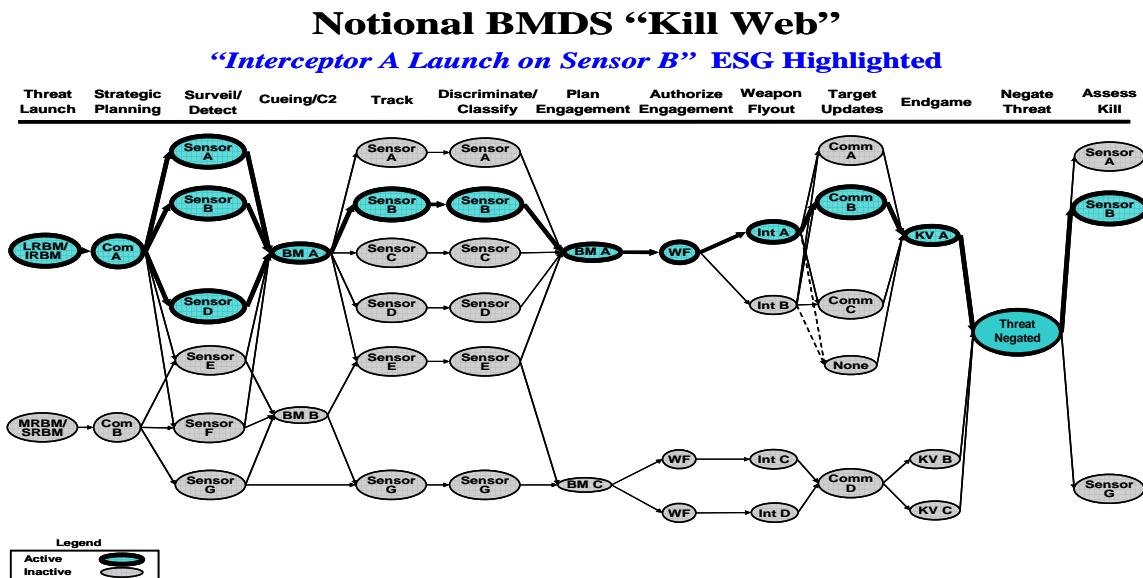 Notional BMDS “Kill Web”
“Interceptor A Launch on Sensor B” ESG Highlighted
Threat Launch
Strategic Planning
Surveil/ Detect
Cueing/C2
Track
Discriminate/ Classify
Plan Engagement
Authorize Engagement
Weapon Flyout
Target Updates
Endgame
Negate Threat
Assess Kill
LRBM/ IRBM
MRBM/ SRBM
Com A
Com B
Sensor A
Sensor B
Sensor D
Sensor E
Sensor F
Sensor G
BM A
BM B
Sensor A
Sensor B
Sensor C
Sensor D
Sensor E
Sensor G
Sensor A
Sensor B
Sensor C
Sensor D
Sensor E
Sensor G
BM A
BM C
WF
WF
WF
Int A
Int B
Int C
Int D
Comm A
Comm B
Comm C
None
Comm D
KV A
KV B
KV C
Threat Negated
Sensor A
Sensor B
Sensor G
Legend
Active
Inactive